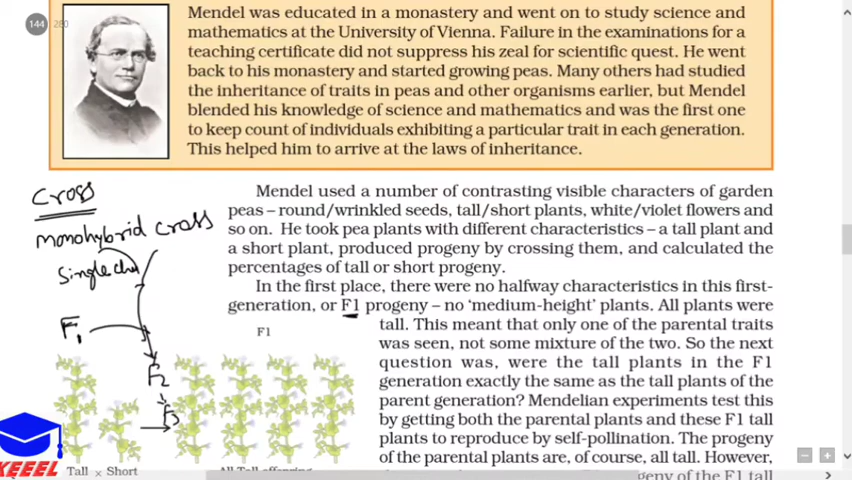 144 280
Mendel was educated in a monastery and went on to study science and
mathematics at the University of Vienna. Failure in the examinations for a
teaching certificate did not suppress his zeal for scientific quest. He went
back to his monastery and started growing peas. Many others had studied
the inheritance of traits in peas and other organisms earlier, but Mendel
blended his knowledge of science and mathematics and was the first one
to keep count of individuals exhibiting a particular trait in each generation.
This helped him to arrive at the laws of inheritance.
Cross
monohybrid cross
Single cha
F1
F2
F3
Mendel used a number of contrasting visible characters of garden
peas – round/wrinkled seeds, tall/short plants, white/violet flowers and
so on. He took pea plants with different characteristics – a tall plant and
a short plant, produced progeny by crossing them, and calculated the
percentages of tall or short progeny.
In the first place, there were no halfway characteristics in this first-
generation, or F1 progeny – no ‘medium-height’ plants. All plants were
tall. This meant that only one of the parental traits
was seen, not some mixture of the two. So the next
question was, were the tall plants in the F1
generation exactly the same as the tall plants of the
parent generation? Mendelian experiments test this
by getting both the parental plants and these F1 tall
plants to reproduce by self-pollination. The progeny
of the parental plants are, of course, all tall. However,
geny of the F1 tall
F1
Tall × Short
All Tall offspring
KEEEL